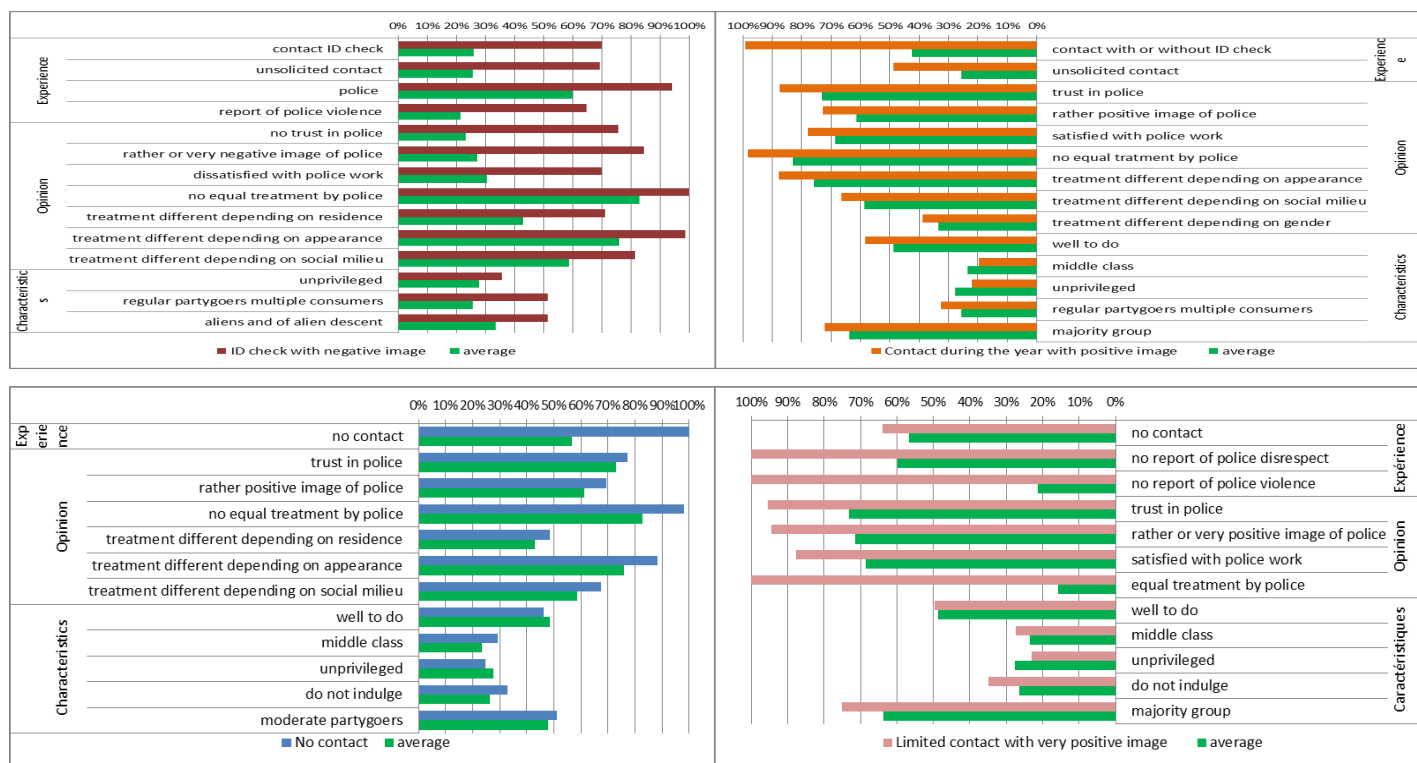 0% 10% 20% 30% 40% 50% 60% 70% 80% 90% 100%
Experience
contact ID check
unsolicited contact
police
report of police violence
Opinion
no trust in police
rather or very negative image of police
dissatisfied with police work
no equal treatment by police
treatment different depending on residence
treatment different depending on appearance
treatment different depending on social milieu
Characteristic
s
unprivileged
regular partygoers multiple consumers
aliens and of alien descent
ID check with negative image average
100% 90% 80% 70% 60% 50% 40% 30% 20% 10% 0%
contact with or without ID check
unsolicited contact
Experienc
e
trust in police
rather positive image of police
satisfied with police work
no equal tratment by police
treatment different depending on appearance
treatment different depending on social milieu
treatment different depending on gender
Opinion
well to do
middle class
unprivileged
regular partygoers multiple consumers
majority group
Characteristics
Contact during the year with positive image average
0% 10% 20% 30% 40% 50% 60% 70% 80% 90% 100%
Exp
erie
nce
no contact
Opinion
trust in police
rather positive image of police
no equal treatment by police
treatment different depending on residence
treatment different depending on appearance
treatment different depending on social milieu
Characteristics
well to do
middle class
unprivileged
do not indulge
moderate partygoers
No contact average
100% 90% 80% 70% 60% 50% 40% 30% 20% 10% 0%
no contact
no report of police disrespect
no report of police violence
Expérience
trust in police
rather or very positive image of police
satisfied with police work
equal treatment by police
Opinion
well to do
middle class
unprivileged
do not indulge
majority group
Caractéristiques
Limited contact with very positive image average